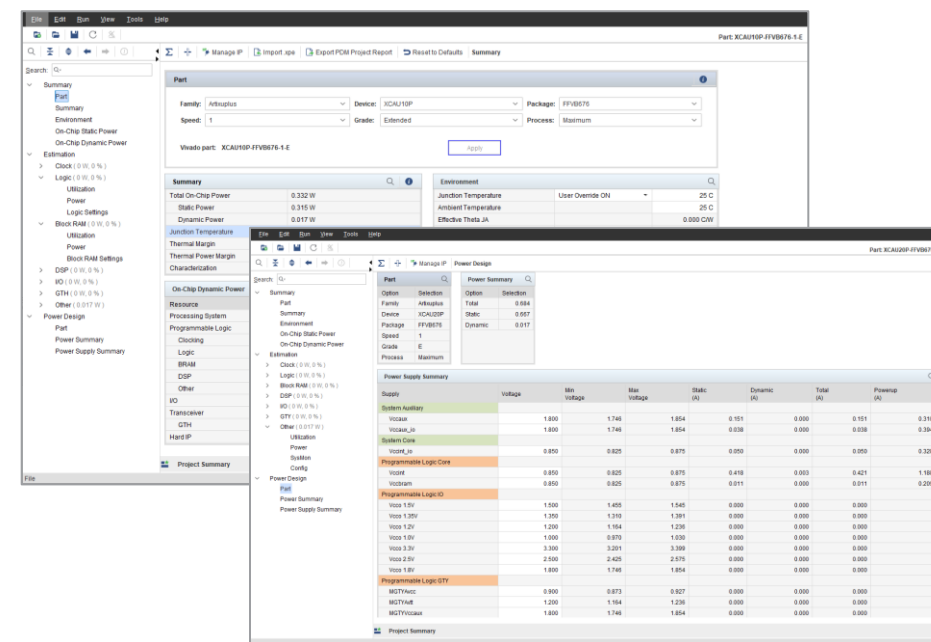 File Edit Run View Tools Help
Part: XCAU10P-FFVB676-1-E
Manage IP Import .xpe Export PDM Project Report Reset to Defaults Summary
Search:
Summary
Part
Summary
Environment
On-Chip Static Power
On-Chip Dynamic Power
Estimation
Clock ( 0 W, 0 % )
Logic ( 0 W, 0 % )
Utilization
Power
Logic Settings
Block RAM ( 0 W, 0 % )
Utilization
Power
Block RAM Settings
DSP ( 0 W, 0 % )
I/O ( 0 W, 0 % )
GTH ( 0 W, 0 % )
Other ( 0.017 W )
Power Design
Part
Power Summary
Power Supply Summary
File
Part
Family: Artixuplus Device: XCAU10P Package: FFVB676
Speed: 1 Grade: Extended Process: Maximum
Vivado part: XCAU10P-FFVB676-1-E Apply
Summary
Total On-Chip Power 0.332 W
Static Power 0.315 W
Dynamic Power 0.017 W
Junction Temperature
Thermal Margin
Thermal Power Margin
Characterization
Environment
Junction Temperature User Override ON 25 C
Ambient Temperature 25 C
Effective Theta JA 0.000 C/W
On-Chip Dynamic Power
Resource
Processing System
Programmable Logic
Clocking
Logic
BRAM
DSP
Other
I/O
Transceiver
GTH
Hard IP
Project Summary
File Edit Run View Tools Help
Part: XCAU20P-FFVB67
Manage IP Power Design
Search:
Summary
Part
Summary
Environment
On-Chip Static Power
On-Chip Dynamic Power
Estimation
Clock ( 0 W, 0 % )
Logic ( 0 W, 0 % )
Block RAM ( 0 W, 0 % )
DSP ( 0 W, 0 % )
I/O ( 0 W, 0 % )
GTY ( 0 W, 0 % )
Other ( 0.017 W )
Utilization
Power
SysMon
Config
Power Design
Part
Power Summary
Power Supply Summary
Part
Option Selection
Family Artixuplus
Device XCAU20P
Package FFVB676
Speed 1
Grade E
Process Maximum
Power Summary
Option Selection
Total 0.684
Static 0.667
Dynamic 0.017
Power Supply Summary
Supply Voltage Min Voltage Max Voltage Static (A) Dynamic (A) Total (A) Powerup (A)
System Auxiliary
Vccaux 1.800 1.746 1.854 0.151 0.000 0.151
Vccaux_io 1.800 1.746 1.854 0.038 0.000 0.038
System Core
Vccint_io 0.850 0.825 0.875 0.050 0.000 0.050
Programmable Logic Core
Vccint 0.850 0.825 0.875 0.418 0.003 0.421
Vccbram 0.850 0.825 0.875 0.011 0.000 0.011
Programmable Logic IO
Vcco 1.5V 1.500 1.455 1.545 0.000 0.000 0.000
Vcco 1.35V 1.350 1.310 1.391 0.000 0.000 0.000
Vcco 1.2V 1.200 1.164 1.236 0.000 0.000 0.000
Vcco 1.0V 1.000 0.970 1.030 0.000 0.000 0.000
Vcco 3.3V 3.300 3.201 3.399 0.000 0.000 0.000
Vcco 2.5V 2.500 2.425 2.575 0.000 0.000 0.000
Vcco 1.8V 1.800 1.746 1.854 0.000 0.000 0.000
Programmable Logic GTY
MGTYAvcc 0.900 0.873 0.927 0.000 0.000 0.000
MGTYAvtt 1.200 1.164 1.236 0.000 0.000 0.000
MGTYVccaux 1.800 1.746 1.854 0.000 0.000 0.000
Project Summary